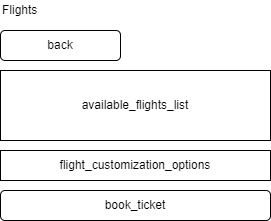 Flights
back
available_flights_list
flight_customization_options
book_ticket